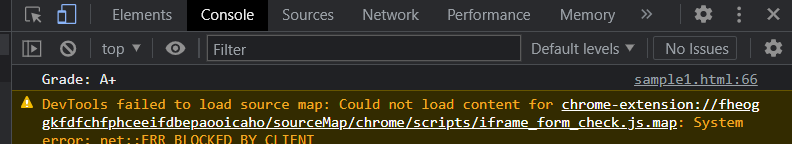 Elements Console Sources Network Performance Memory »
top ▼ Filter Default levels ▼ No Issues
Grade: A+ sample1.html:66
DevTools failed to load source map: Could not load content for chrome-extension://fheog
gkfdfchfphceeifdbepaooicaho/sourceMap/chrome/scripts/iframe_form_check.js.map: System
error: net::ERR_BLOCKED_BY_CLIENT